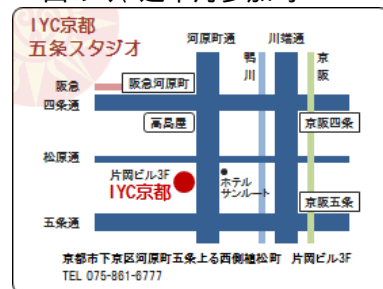 IYC京都
五条スタジオ
河原町通
川端通
鴨川
京阪
阪急
阪急河原町
四条通
高島屋
京阪四条
松原通
片岡ビル3F
IYC京都
ホテル
サンルート
京阪五条
五条通
京都市下京区河原町五条上る西側植松町 片岡ビル3F
TEL 075-861-6777